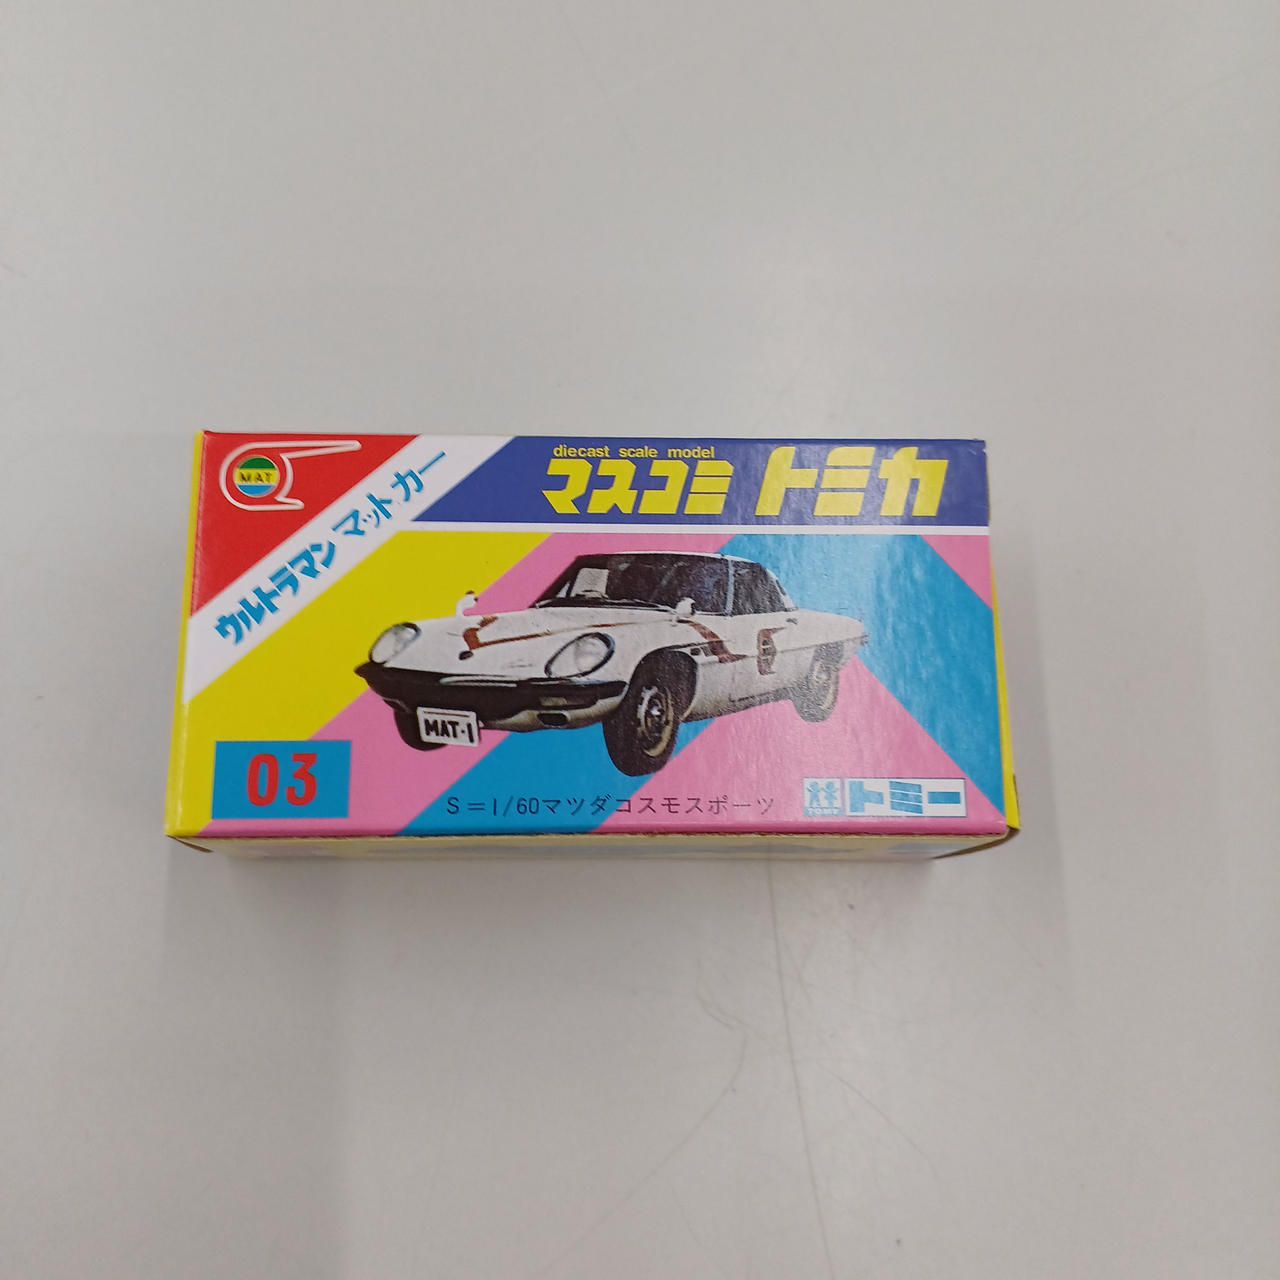 MAT
ウルトラマン マットカー
diecast scale model
マスコミ トミカ
MAT・1
03
S=1/60マツダコスモスポーツ
TOMY
トミー